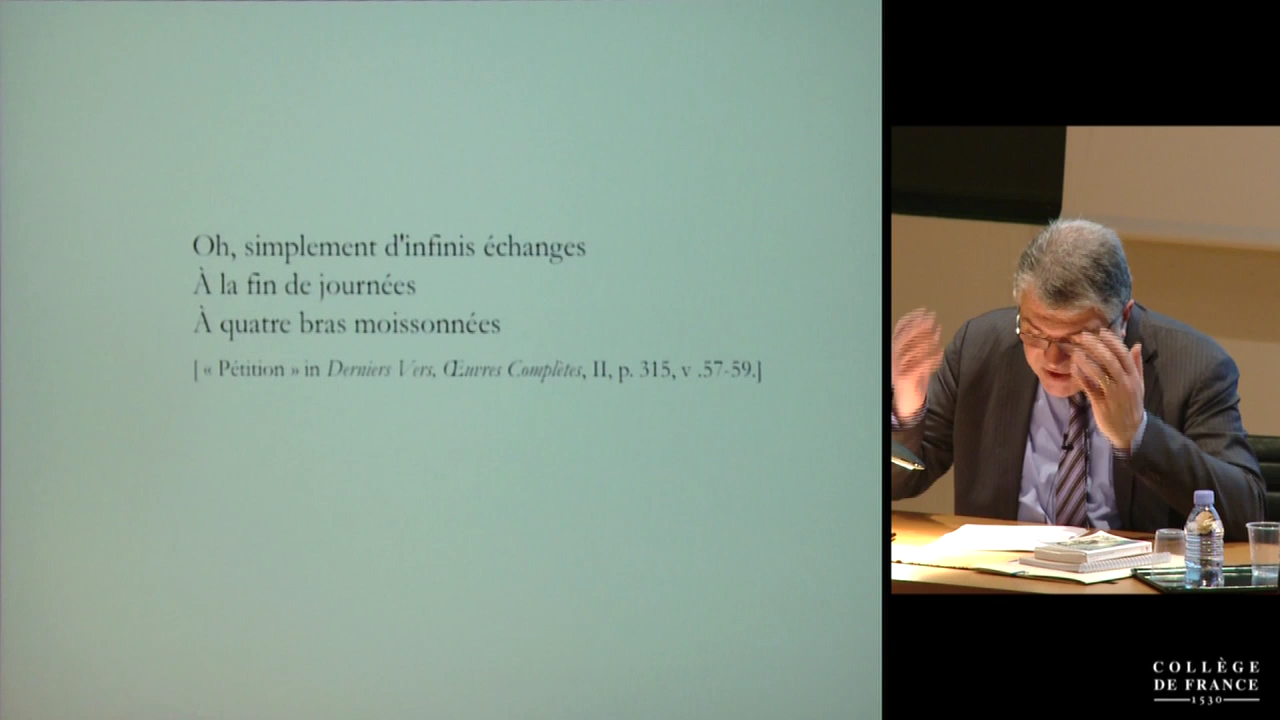 Oh, simplement d'infinis échanges
À la fin de journées
À quatre bras moissonnées
[ « Pétition » in Derniers Vers, Œuvres Complètes, II, p. 315, v .57-59.]
COLLÈGE
DE FRANCE
1530